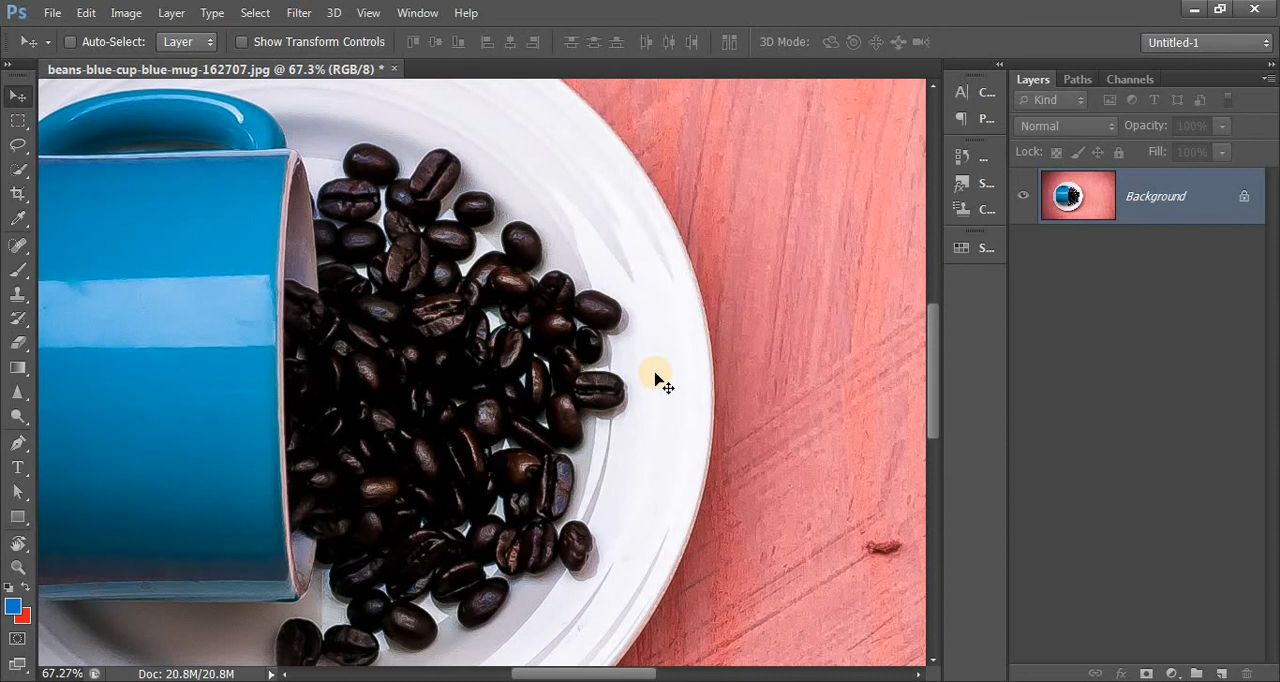 Ps File Edit Image Layer Type Select Filter 3D View Window Help
Auto-Select: Layer Show Transform Controls 3D Mode: Untitled-1
beans-blue-cup-blue-mug-162707.jpg @ 67.3% (RGB/8) * ×
Layers Paths Channels
A| C...
Kind T
¶ P...
Normal Opacity: 100%
Lock: Fill: 100%
...
S...
Background
C...
S...
T
67.27% Doc: 20.8M/20.8M
fx